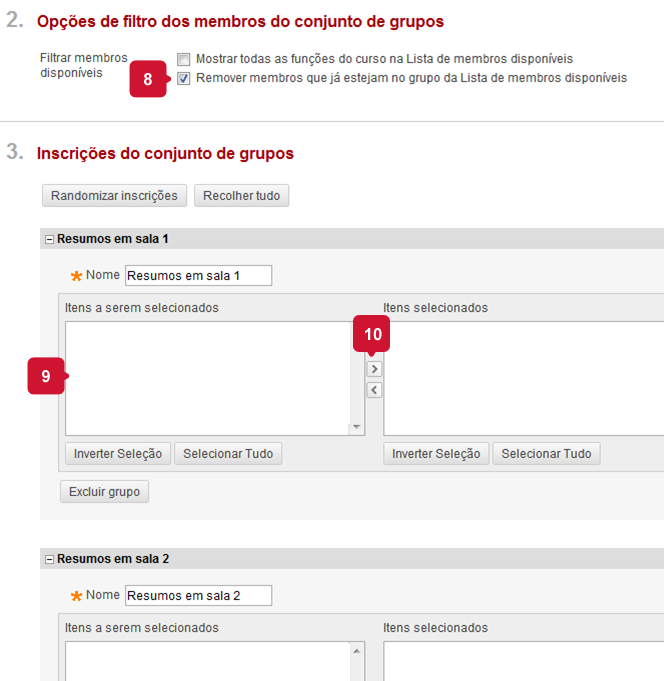 2. Opções de filtro dos membros do conjunto de grupos
Filtrar membros
disponíveis
Mostrar todas as funções do curso na Lista de membros disponíveis
8
Remover membros que já estejam no grupo da Lista de membros disponíveis
3. Inscrições do conjunto de grupos
Randomizar inscrições Recolher tudo
Resumos em sala 1
Nome Resumos em sala 1
Itens a serem selecionados Itens selecionados
10
9
Inverter Seleção Selecionar Tudo Inverter Seleção Selecionar Tudo
Excluir grupo
Resumos em sala 2
Nome Resumos em sala 2
Itens a serem selecionados Itens selecionados